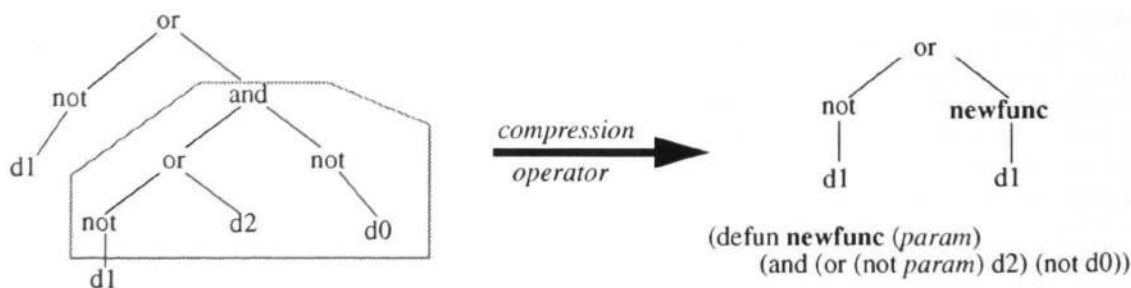 or
not
and
d1
or
not
not
d2
d0
d1
compression
operator
or
not
newfunc
d1
d1
(defun newfunc (param)
(and (or (not param) d2) (not d0))